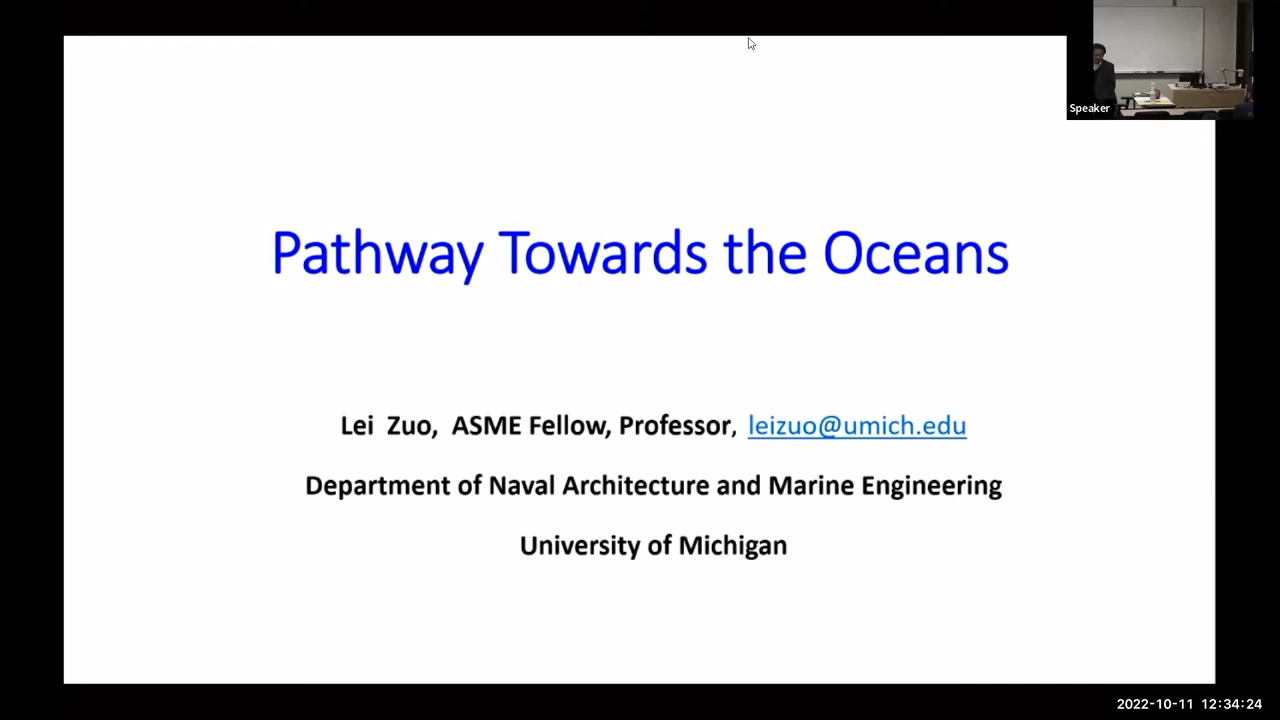 Speaker
Pathway Towards the Oceans
Lei Zuo, ASME Fellow, Professor, leizuo@umich.edu
Department of Naval Architecture and Marine Engineering
University of Michigan
2022-10-11 12:34:24